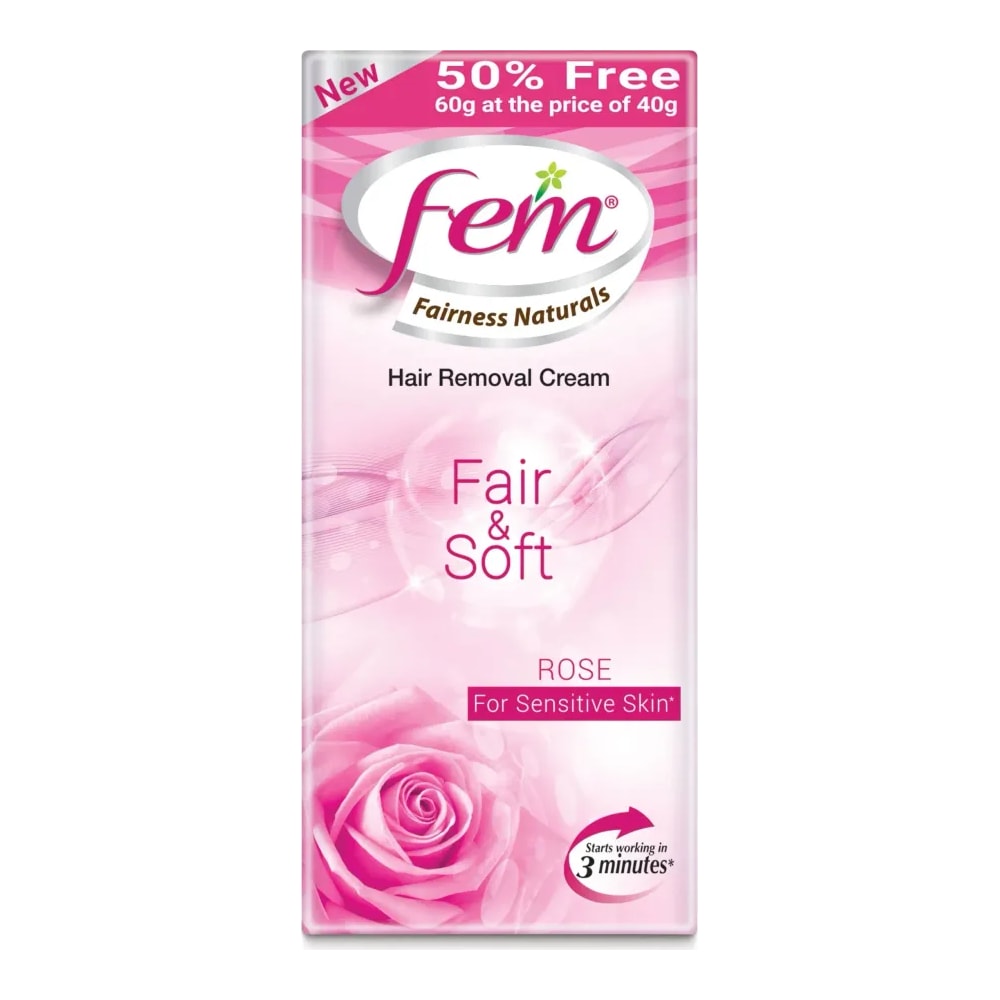 New
50% Free
60g at the price of 40g
fem®
Fairness Naturals
Hair Removal Cream
Fair
&
Soft
ROSE
For Sensitive Skin*
Starts working in
3 minutes*